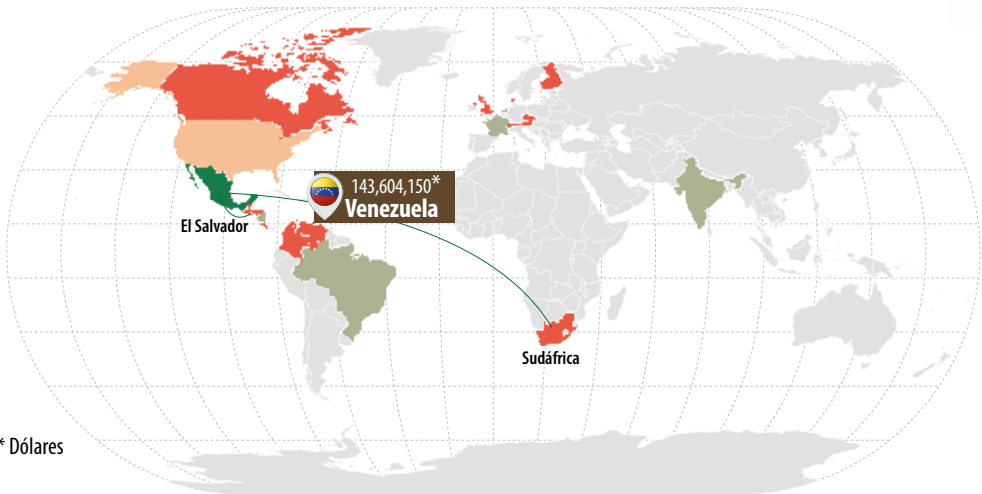 143,604,150*
Venezuela
El Salvador
Sudáfrica
* Dólares